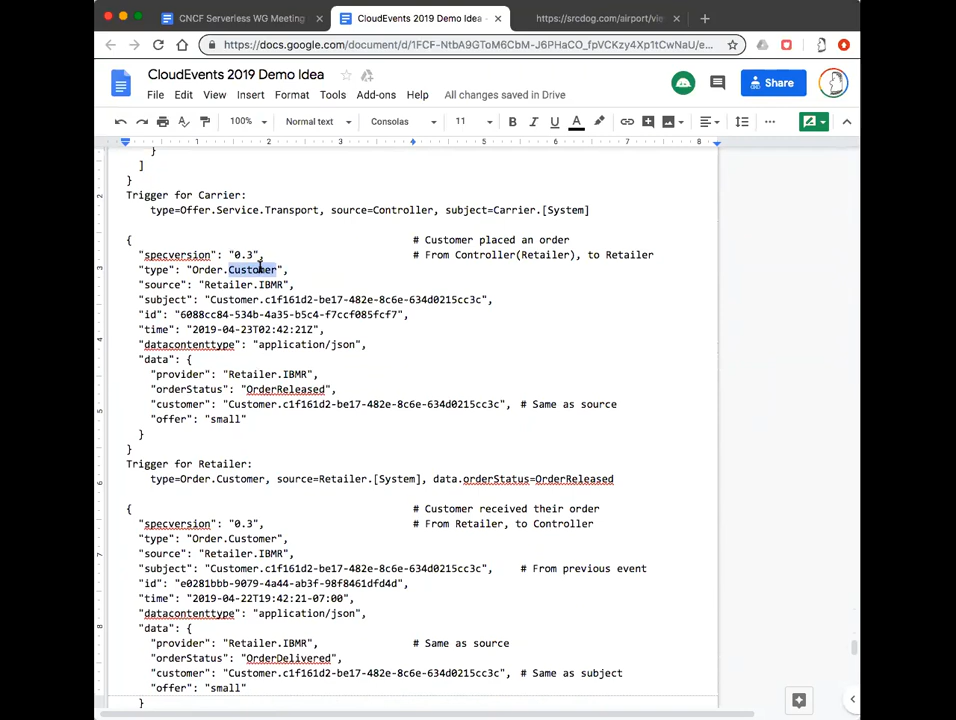 CNCF Serverless WG Meeting
CloudEvents 2019 Demo Idea -
https://srcdog.com/airport/vie
https://docs.google.com/document/d/1FCF-NtbA9GToM6CbM-J6PHaCO_fpVCKzy4Xp1tCwNaU/e...
CloudEvents 2019 Demo Idea
File Edit View Insert Format Tools Add-ons Help All changes saved in Drive
Share
100% Normal text Consolas 11 B I U A
1 2 3 5 6 7 8
}
]
}
Trigger for Carrier:
type=Offer.Service.Transport, source=Controller, subject=Carrier.[System]
{ # Customer placed an order
"specversion": "0.3", # From Controller(Retailer), to Retailer
"type": "Order.Customer",
"source": "Retailer.IBMR",
"subject": "Customer.c1f161d2-be17-482e-8c6e-634d0215cc3c",
"id": "6088cc84-534b-4a35-b5c4-f7ccf085fcf7",
"time": "2019-04-23T02:42:21Z",
"datacontenttype": "application/json",
"data": {
"provider": "Retailer.IBMR",
"orderStatus": "OrderReleased",
"customer": "Customer.c1f161d2-be17-482e-8c6e-634d0215cc3c", # Same as source
"offer": "small"
}
}
Trigger for Retailer:
type=Order.Customer, source=Retailer.[System], data.orderStatus=OrderReleased
{ # Customer received their order
"specversion": "0.3", # From Retailer, to Controller
"type": "Order.Customer",
"source": "Retailer.IBMR",
"subject": "Customer.c1f161d2-be17-482e-8c6e-634d0215cc3c", # From previous event
"id": "e0281bbb-9079-4a44-ab3f-98f8461dfd4d",
"time": "2019-04-22T19:42:21-07:00",
"datacontenttype": "application/json",
"data": {
"provider": "Retailer.IBMR", # Same as source
"orderStatus": "OrderDelivered",
"customer": "Customer.c1f161d2-be17-482e-8c6e-634d0215cc3c", # Same as subject
"offer": "small"
}